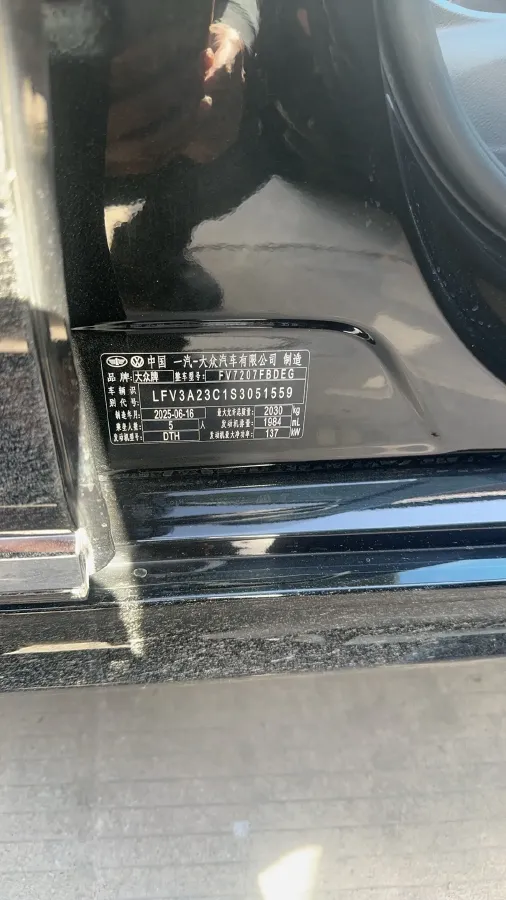 中国 一汽-大众汽车有限公司 制造
品牌: 大众牌 整车型号: FV7207FBDEG
车辆识别代号: LFV3A23C1S3051559
制造年月: 2025-06-16 最大允许总质量: 2030 kg
乘坐人数: 5 人 发动机排量: 1984 mL
发动机型号: DTH 发动机最大净功率: 137 kW